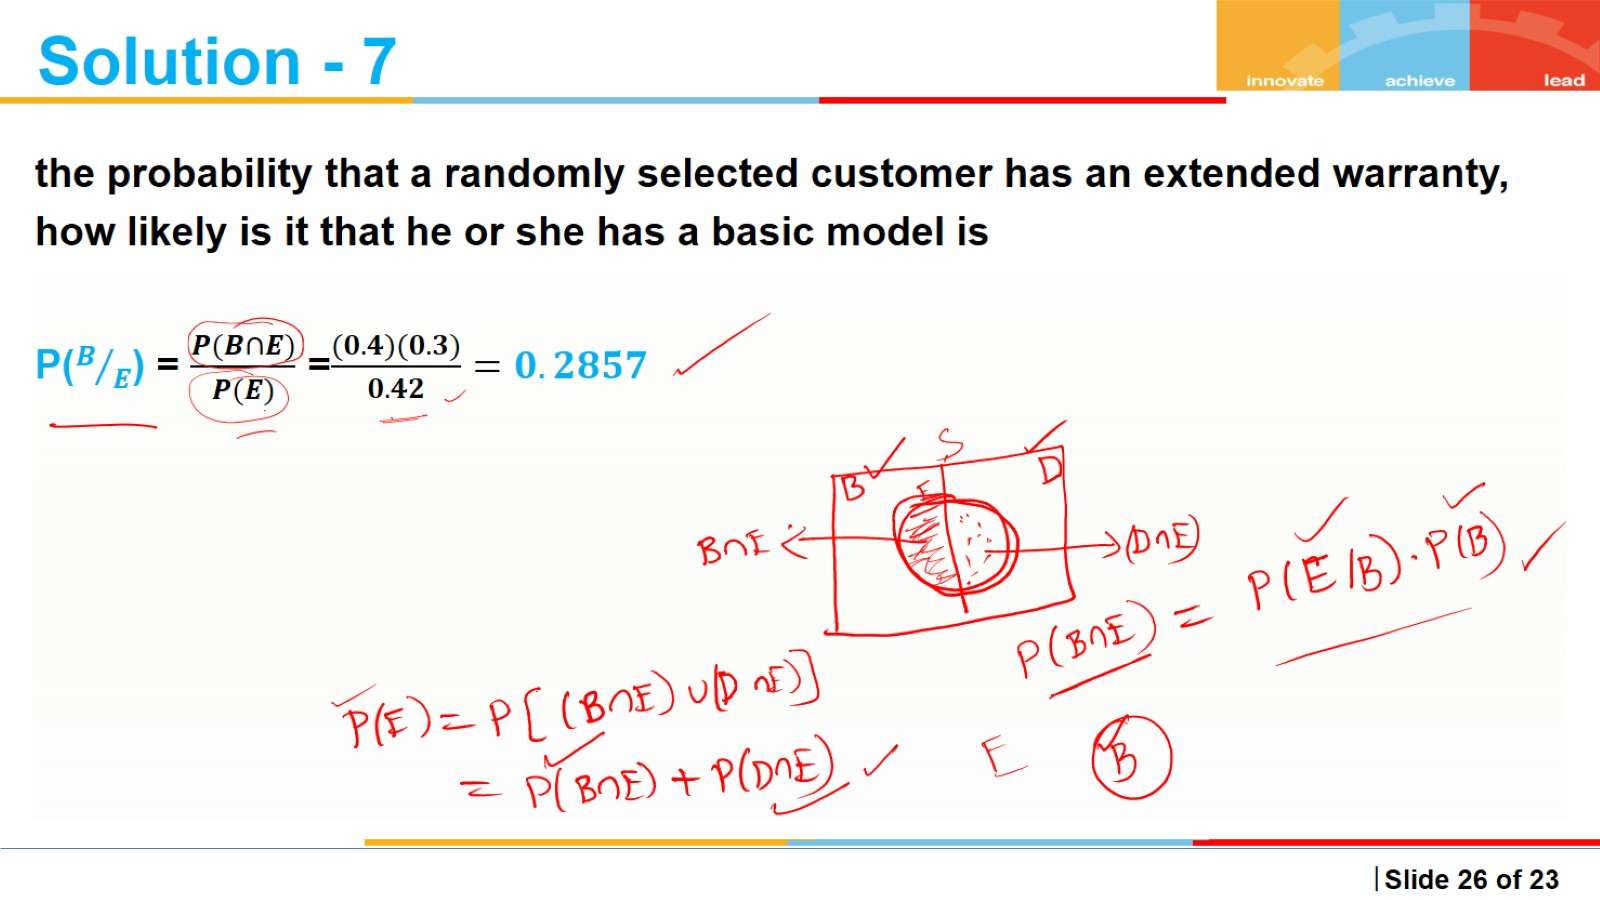 Solution - 7
innovate achieve lead
the probability that a randomly selected customer has an extended warranty,
how likely is it that he or she has a basic model is
P(B/E) = P(B∩E)/P(E) = (0.4)(0.3)/0.42 = 0.2857
S
B E D
B∩E (D∩E)
P(B∩E) = P(E/B)·P(B)
P(E) = P[(B∩E) ∪(D∩E)]
= P(B∩E) + P(D∩E)
E B
Slide 26 of 23